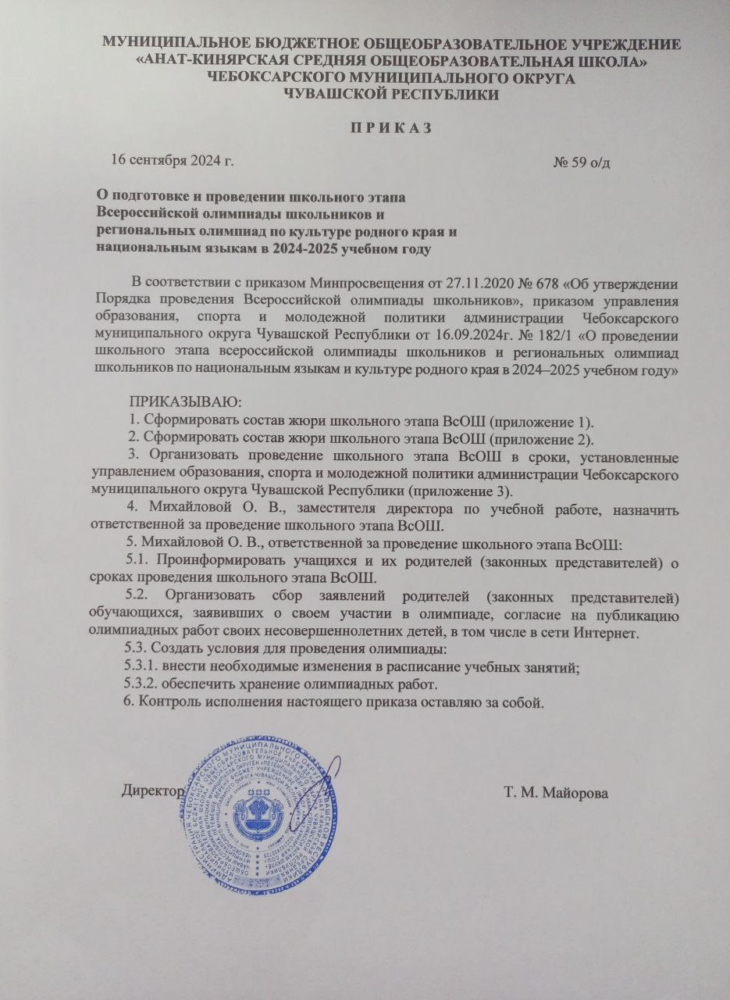 МУНИЦИПАЛЬНОЕ БЮДЖЕТНОЕ ОБЩЕОБРАЗОВАТЕЛЬНОЕ УЧРЕЖДЕНИЕ
«АНАТ-КИНЯРСКАЯ СРЕДНЯЯ ОБЩЕОБРАЗОВАТЕЛЬНАЯ ШКОЛА»
ЧЕБОКСАРСКОГО МУНИЦИПАЛЬНОГО ОКРУГА
ЧУВАШСКОЙ РЕСПУБЛИКИ
П Р И К А З
16 сентября 2024 г. № 59 о/д
О подготовке и проведении школьного этапа
Всероссийской олимпиады школьников и
региональных олимпиад по культуре родного края и
национальным языкам в 2024-2025 учебном году
В соответствии с приказом Минпросвещения от 27.11.2020 № 678 «Об утверждении
Порядка проведения Всероссийской олимпиады школьников», приказом управления
образования, спорта и молодежной политики администрации Чебоксарского
муниципального округа Чувашской Республики от 16.09.2024г. № 182/1 «О проведении
школьного этапа всероссийской олимпиады школьников и региональных олимпиад
школьников по национальным языкам и культуре родного края в 2024–2025 учебном году»
ПРИКАЗЫВАЮ:
1. Сформировать состав жюри школьного этапа ВсОШ (приложение 1).
2. Сформировать состав жюри школьного этапа ВсОШ (приложение 2).
3. Организовать проведение школьного этапа ВсОШ в сроки, установленные
управлением образования, спорта и молодежной политики администрации Чебоксарского
муниципального округа Чувашской Республики (приложение 3).
4. Михайловой О. В., заместителя директора по учебной работе, назначить
ответственной за проведение школьного этапа ВсОШ.
5. Михайловой О. В., ответственной за проведение школьного этапа ВсОШ:
5.1. Проинформировать учащихся и их родителей (законных представителей) о
сроках проведения школьного этапа ВсОШ.
5.2. Организовать сбор заявлений родителей (законных представителей)
обучающихся, заявивших о своем участии в олимпиаде, согласие на публикацию
олимпиадных работ своих несовершеннолетних детей, в том числе в сети Интернет.
5.3. Создать условия для проведения олимпиады:
5.3.1. внести необходимые изменения в расписание учебных занятий;
5.3.2. обеспечить хранение олимпиадных работ.
6. Контроль исполнения настоящего приказа оставляю за собой.
Директор Т. М. Майорова